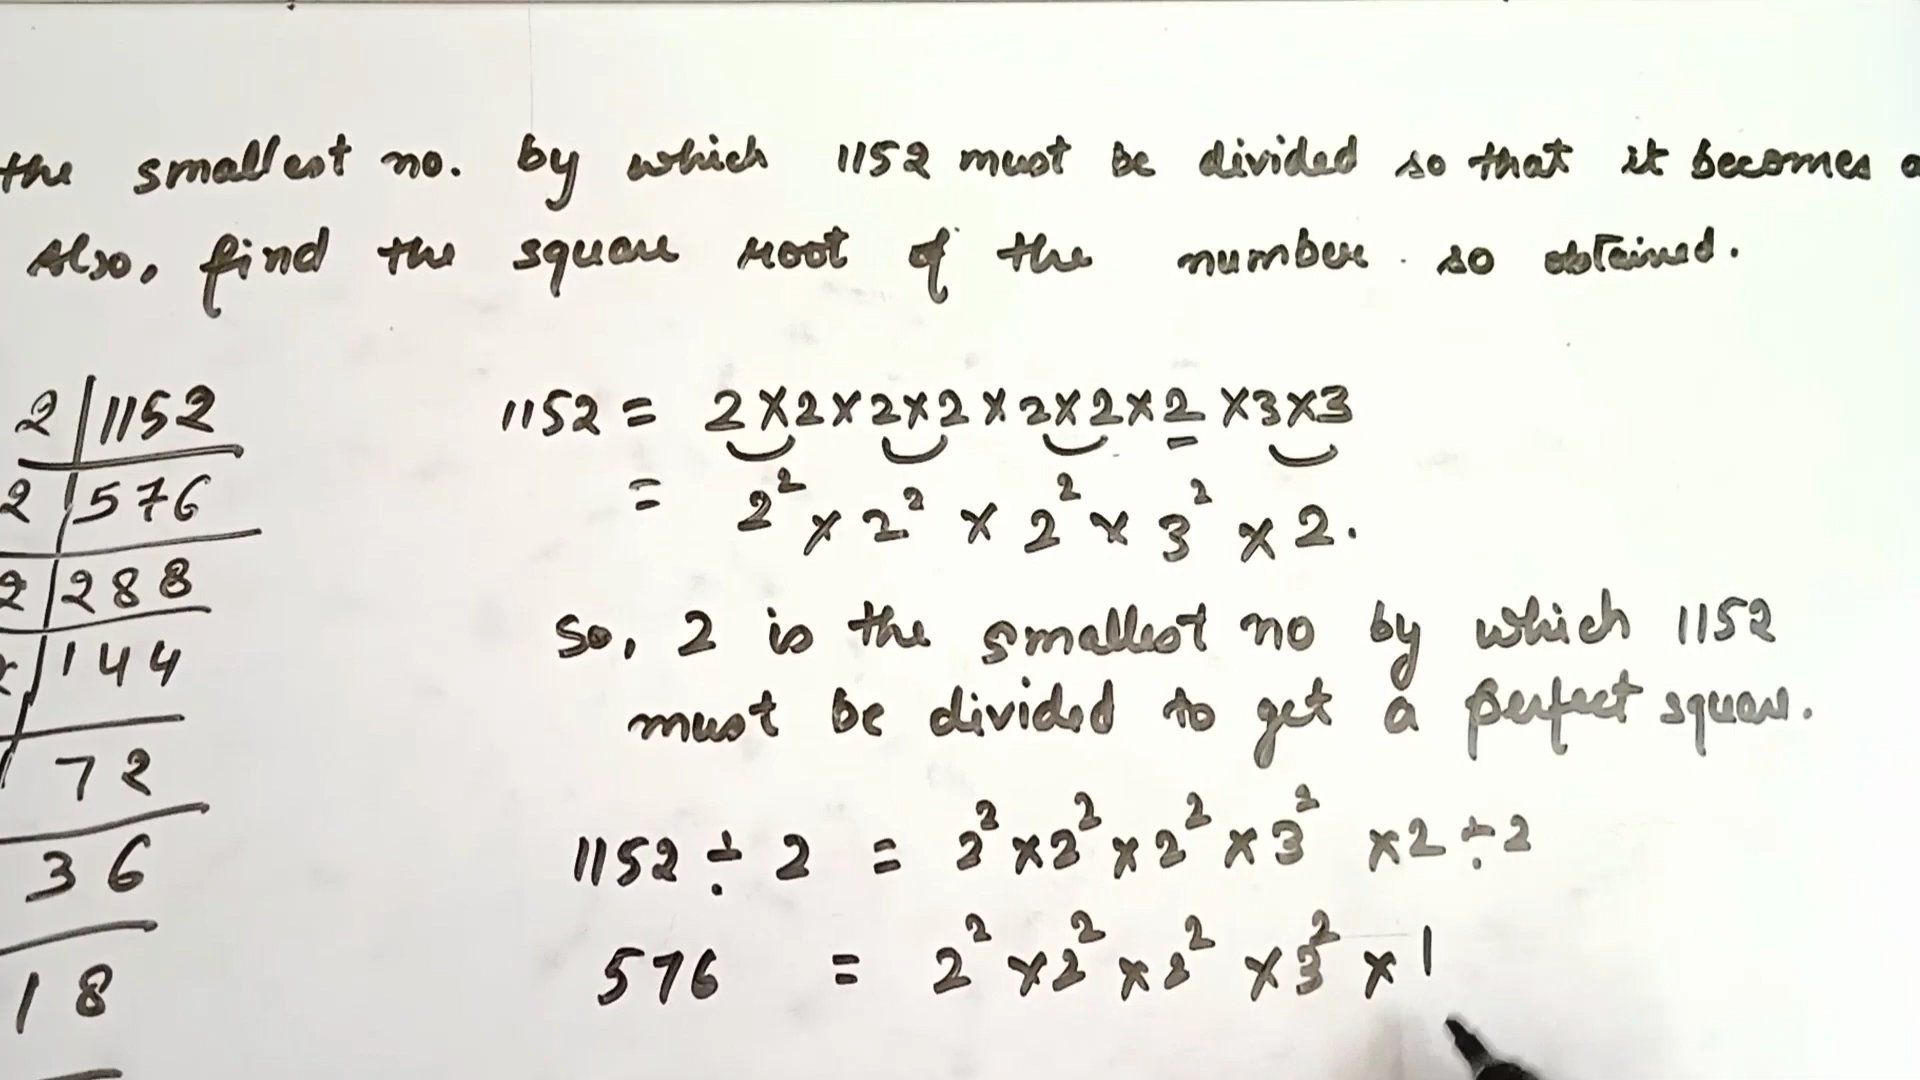 the smallest no. by which 1152 must be divided so that it becomes a
Also, find the square root of the number so obtained.
2 | 1152
2 | 576
2 | 288
144
72
36
18
1152 = 2×2×2×2×2×2×2×3×3
= 2² × 2² × 2² × 3² × 2.
So, 2 is the smallest no by which 1152
must be divided to get a perfect square.
1152 ÷ 2 = 2² × 2² × 2² × 3² × 2 ÷ 2
576 = 2² × 2² × 2² × 3² × 1